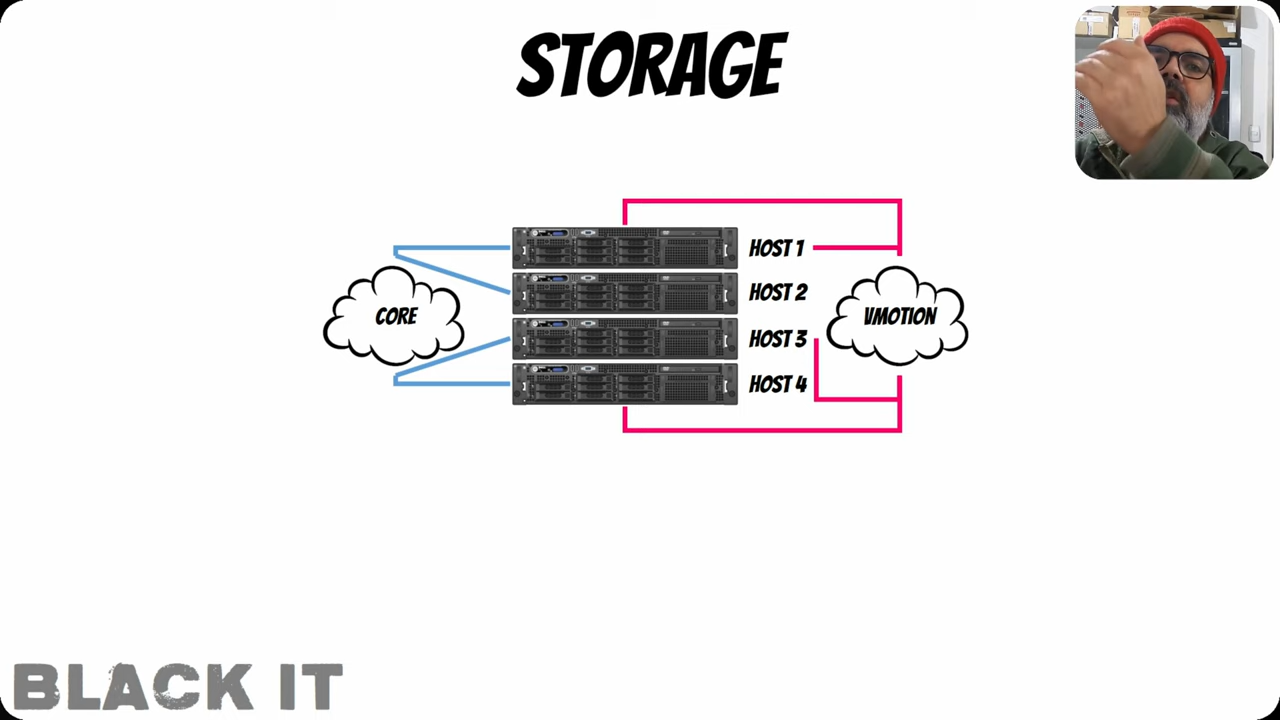 STORAGE
HOST 1
HOST 2
CORE
VMOTION
HOST 3
HOST 4
BLACK IT